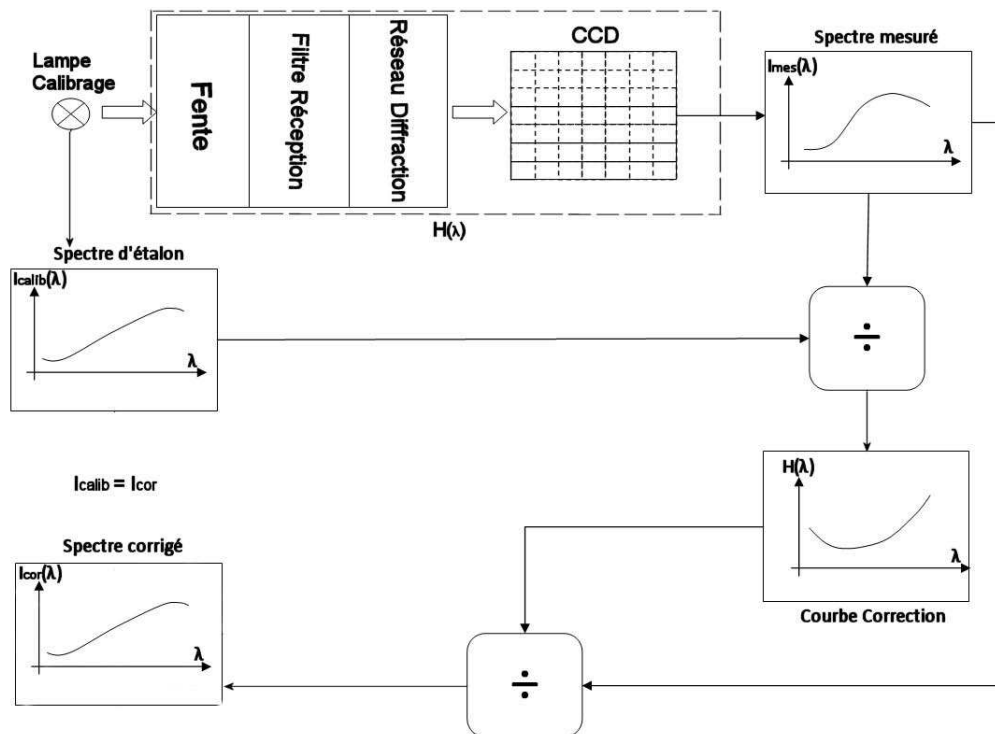 Lampe
Calibrage
Fente
Filtre Réception
Réseau Diffraction
CCD
H(λ)
Spectre mesuré
Imes(λ)
λ
Spectre d'étalon
Icalib(λ)
λ
÷
Icalib = Icor
H(λ)
λ
Courbe Correction
Spectre corrigé
Icor(λ)
λ
÷